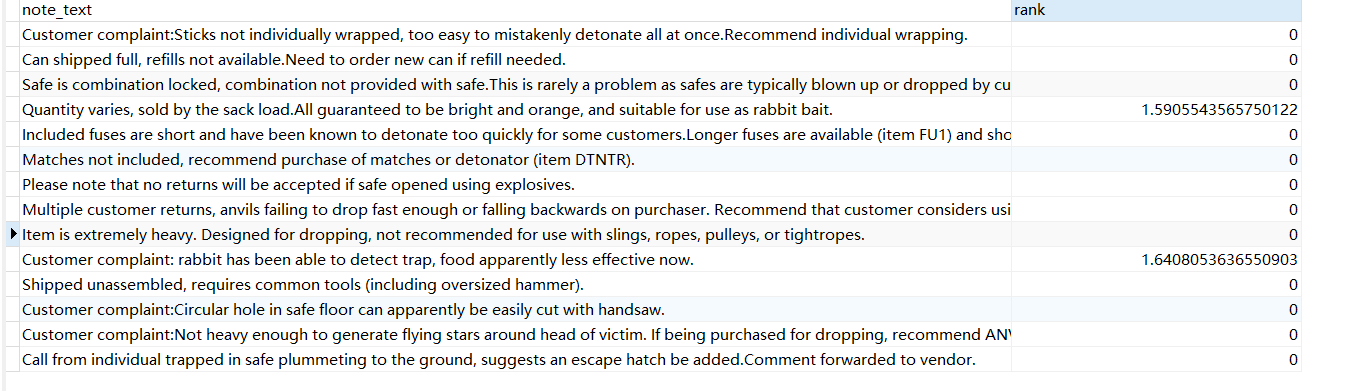 note_text rank
Customer complaint:Sticks not individually wrapped, too easy to mistakenly detonate all at once.Recommend individual wrapping. 0
Can shipped full, refills not available.Need to order new can if refill needed. 0
Safe is combination locked, combination not provided with safe.This is rarely a problem as safes are typically blown up or dropped by cu 0
Quantity varies, sold by the sack load.All guaranteed to be bright and orange, and suitable for use as rabbit bait. 1.5905543565750122
Included fuses are short and have been known to detonate too quickly for some customers.Longer fuses are available (item FU1) and sho 0
Matches not included, recommend purchase of matches or detonator (item DTNTR). 0
Please note that no returns will be accepted if safe opened using explosives. 0
Multiple customer returns, anvils failing to drop fast enough or falling backwards on purchaser. Recommend that customer considers usi 0
Item is extremely heavy. Designed for dropping, not recommended for use with slings, ropes, pulleys, or tightropes. 0
Customer complaint: rabbit has been able to detect trap, food apparently less effective now. 1.6408053636550903
Shipped unassembled, requires common tools (including oversized hammer). 0
Customer complaint:Circular hole in safe floor can apparently be easily cut with handsaw. 0
Customer complaint:Not heavy enough to generate flying stars around head of victim. If being purchased for dropping, recommend ANV 0
Call from individual trapped in safe plummeting to the ground, suggests an escape hatch be added.Comment forwarded to vendor. 0